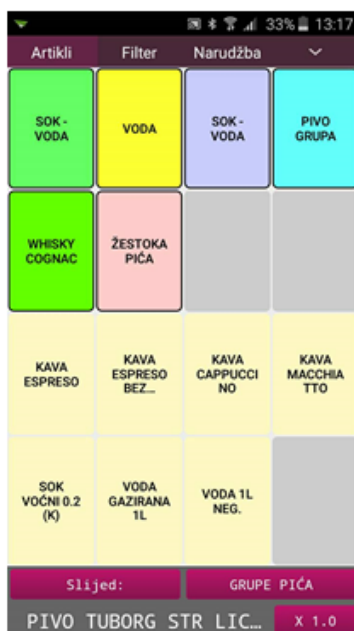 33% 13:17
Artikli Filter Narudžba
SOK -
VODA
VODA
SOK -
VODA
PIVO
GRUPA
WHISKY
COGNAC
ŽESTOKA
PIĆA
KAVA
ESPRESO
KAVA
ESPRESO
BEZ...
KAVA
CAPPUCCI
NO
KAVA
MACCHIA
TTO
SOK
VOĆNI 0.2
(K)
VODA
GAZIRANA
1L
VODA 1L
NEG.
Slijed: GRUPE PIĆA
PIVO TUBORG STR LIC... X 1.0